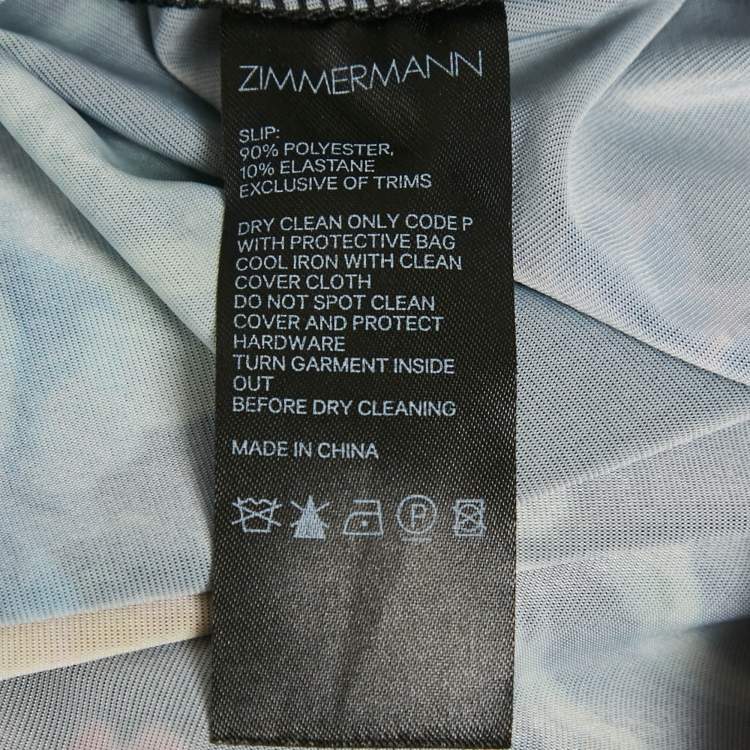 ZIMMERMANN
SLIP:
90% POLYESTER,
10% ELASTANE
EXCLUSIVE OF TRIMS
DRY CLEAN ONLY CODE P
WITH PROTECTIVE BAG
COOL IRON WITH CLEAN
COVER CLOTH
DO NOT SPOT CLEAN
COVER AND PROTECT
HARDWARE
TURN GARMENT INSIDE
OUT
BEFORE DRY CLEANING
MADE IN CHINA
P